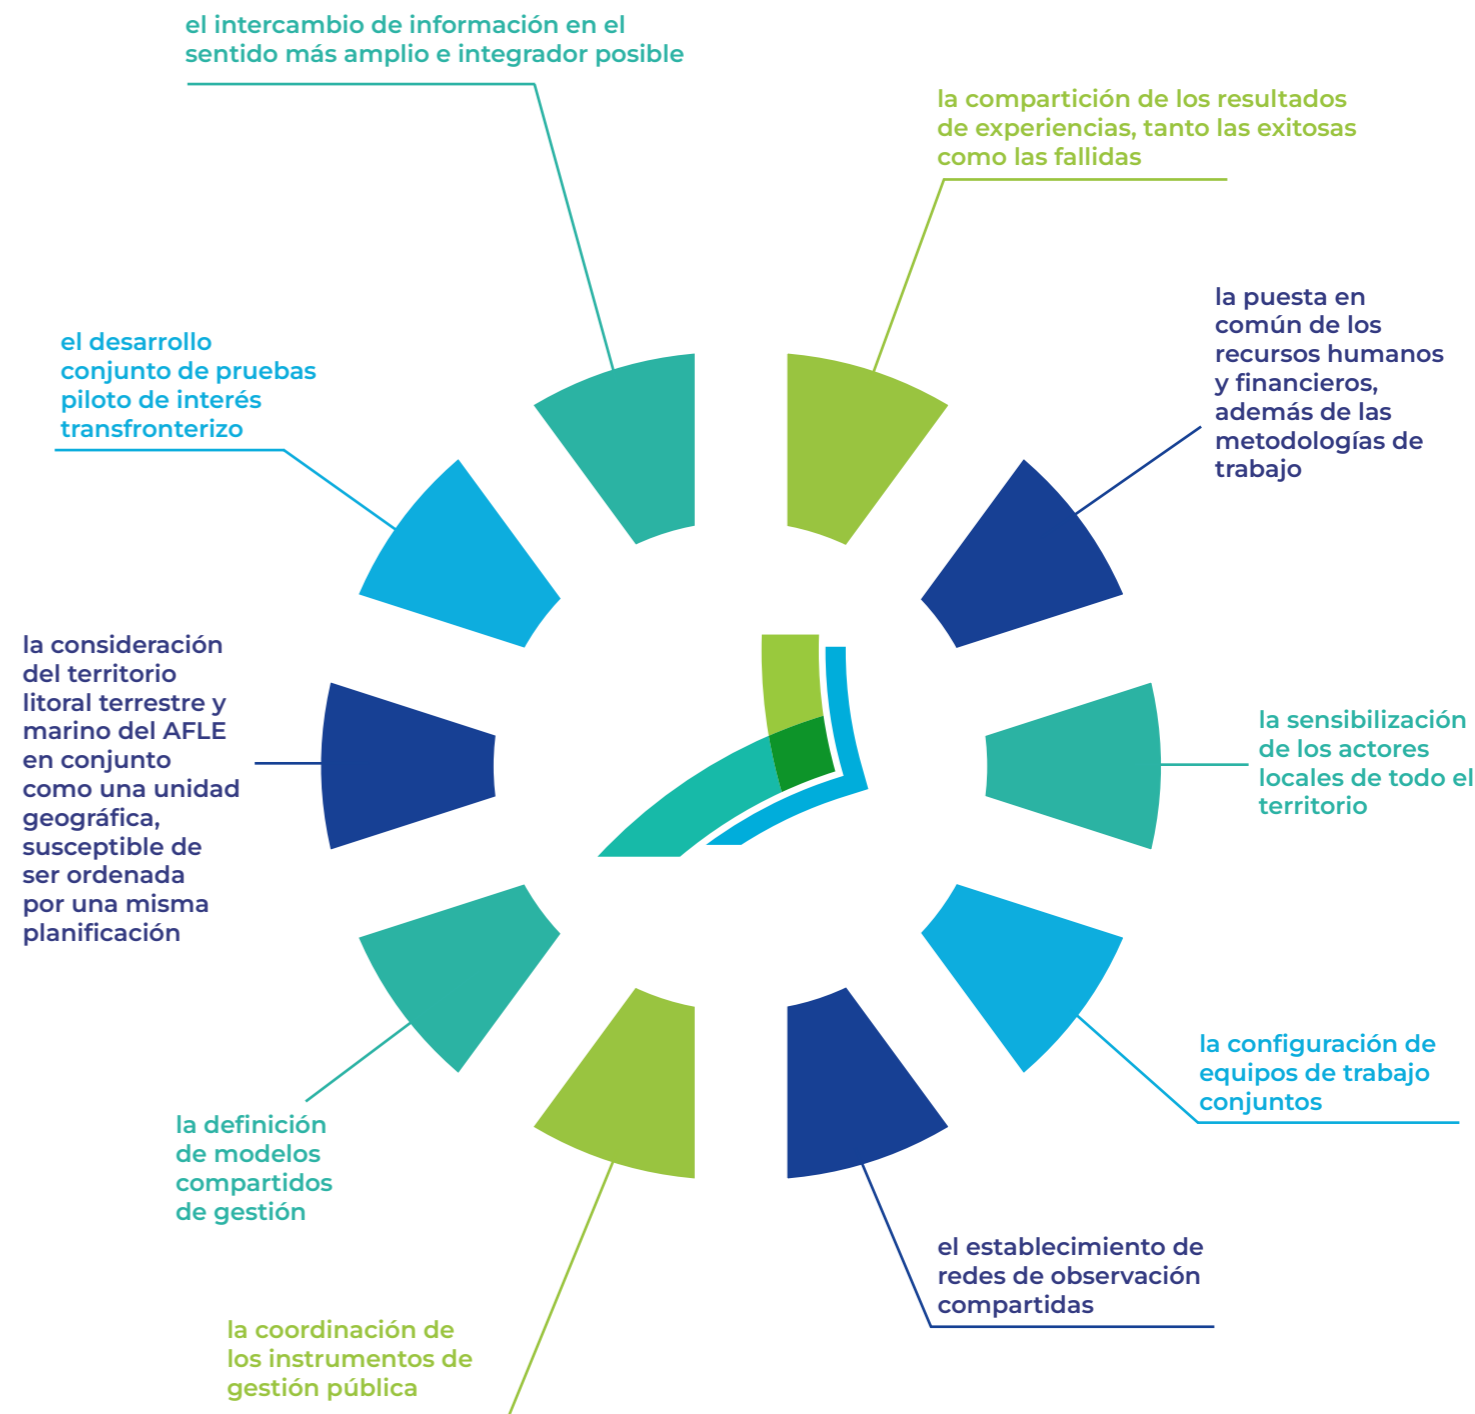 el intercambio de información en el
sentido más amplio e integrador posible
la compartición de los resultados
de experiencias, tanto las exitosas
como las fallidas
la puesta en
común de los
recursos humanos
y financieros,
además de las
metodologías de
trabajo
la sensibilización
de los actores
locales de todo el
territorio
la configuración de
equipos de trabajo
conjuntos
el establecimiento de
redes de observación
compartidas
la coordinación de
los instrumentos de
gestión pública
la definición
de modelos
compartidos
de gestión
la consideración
del territorio
litoral terrestre y
marino del AFLE
en conjunto
como una unidad
geográfica,
susceptible de
ser ordenada
por una misma
planificación
el desarrollo
conjunto de pruebas
piloto de interés
transfronterizo